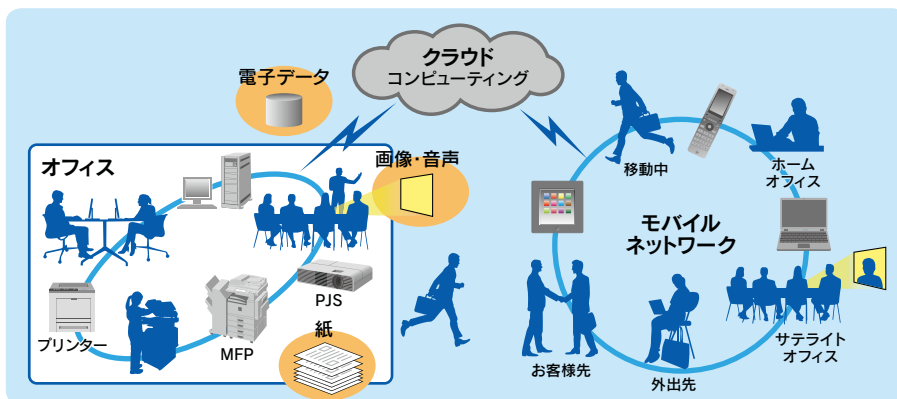 クラウド
コンピューティング
電子データ
オフィス
画像・音声
プリンター
MFP
PJS
紙
移動中
ホーム
オフィス
モバイル
ネットワーク
お客様先
外出先
サテライト
オフィス